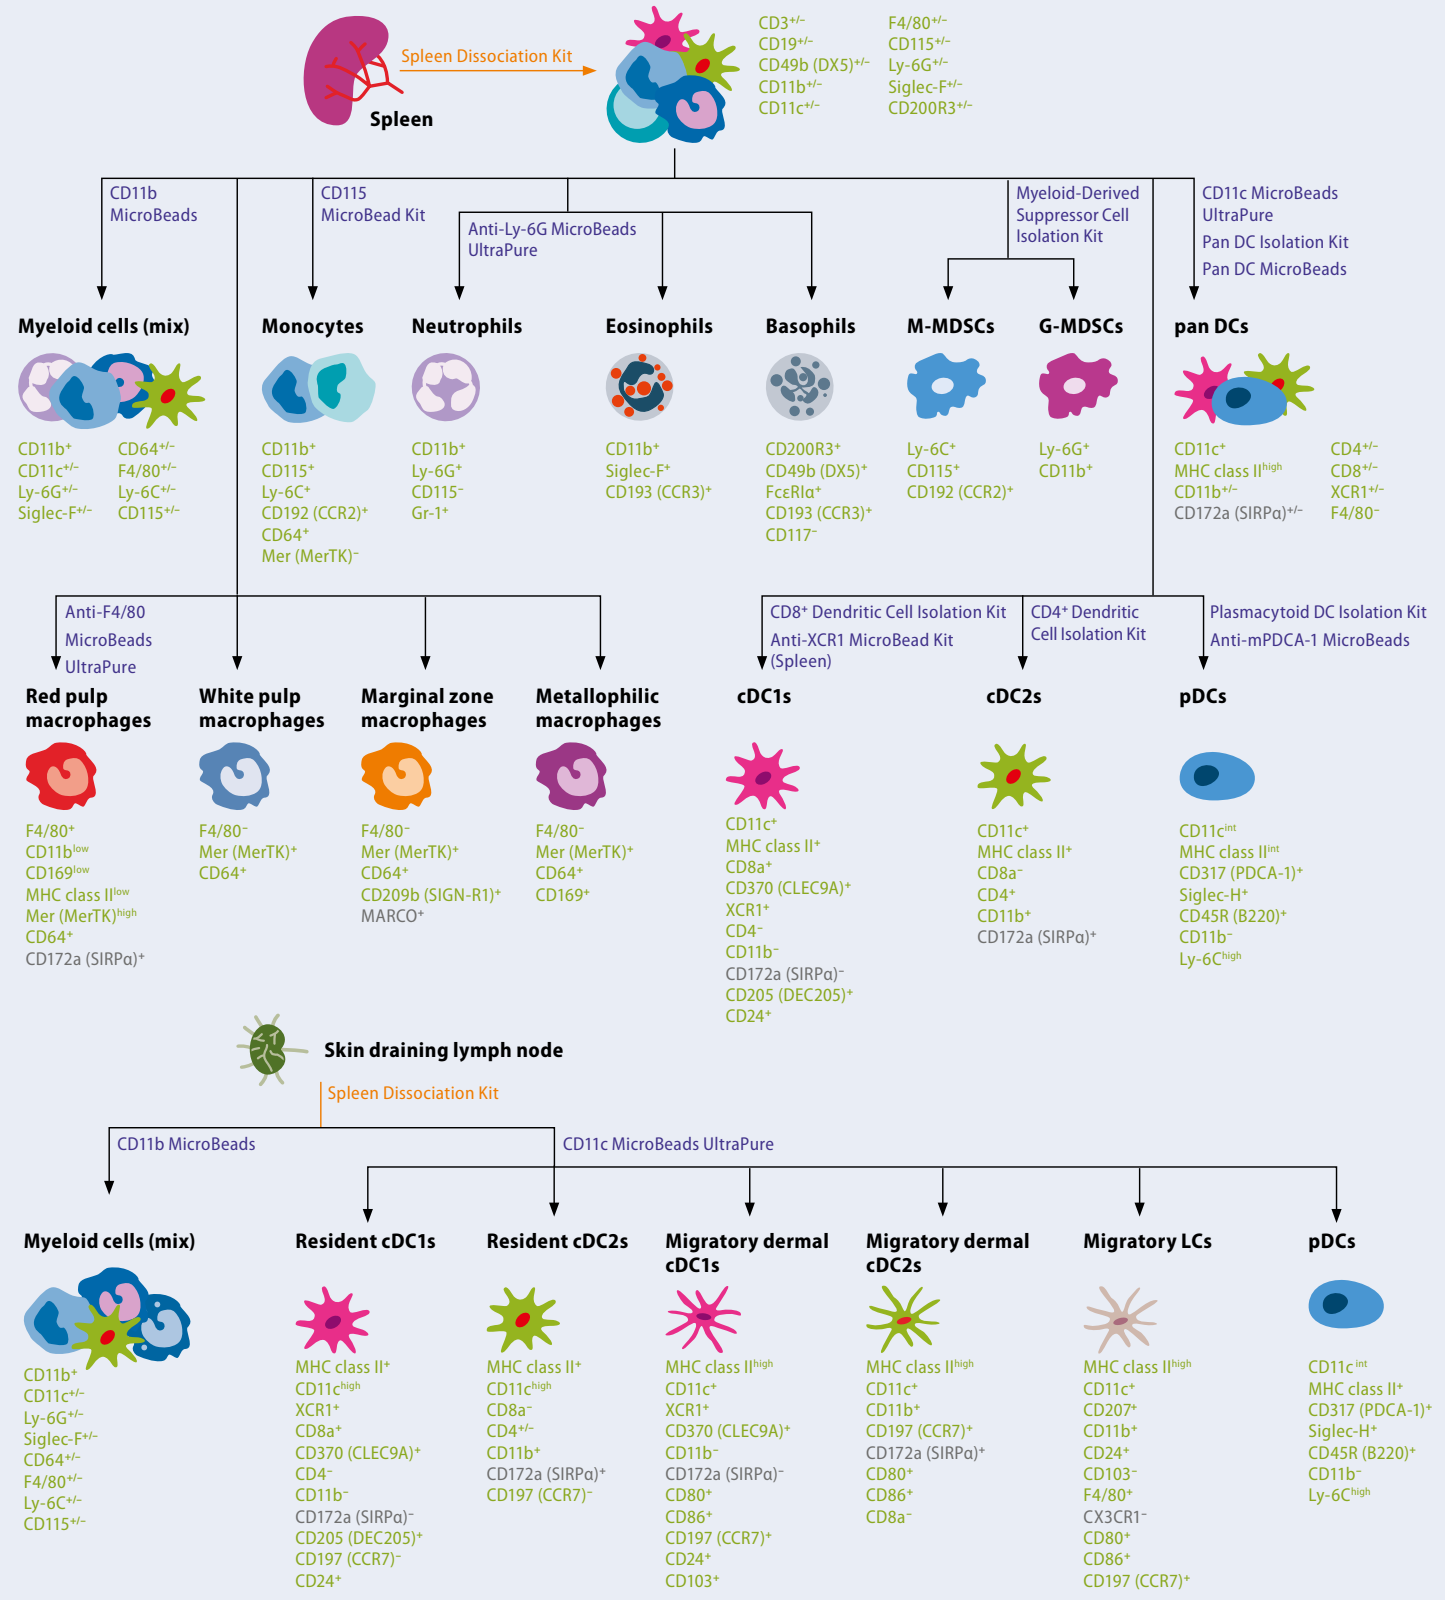 Spleen
Spleen Dissociation Kit
CD3⁺/⁻
CD19⁺/⁻
CD49b (DX5)⁺/⁻
CD11b⁺/⁻
CD11c⁺/⁻
F4/80⁺/⁻
CD115⁺/⁻
Ly-6G⁺/⁻
Siglec-F⁺/⁻
CD200R3⁺/⁻
CD11b
MicroBeads
CD115
MicroBead Kit
Anti-Ly-6G MicroBeads
UltraPure
Myeloid-Derived
Suppressor Cell
Isolation Kit
CD11c MicroBeads
UltraPure
Pan DC Isolation Kit
Pan DC MicroBeads
Myeloid cells (mix)
CD11b⁺
CD11c⁺/⁻
Ly-6G⁺/⁻
Siglec-F⁺/⁻
CD64⁺/⁻
F4/80⁺/⁻
Ly-6C⁺/⁻
CD115⁺/⁻
Monocytes
CD11b⁺
CD115⁺
Ly-6C⁺
CD192 (CCR2)⁺
CD64⁺
Mer (MerTK)⁻
Neutrophils
CD11b⁺
Ly-6G⁺
CD115⁻
Gr-1⁺
Eosinophils
CD11b⁺
Siglec-F⁺
CD193 (CCR3)⁺
Basophils
CD200R3⁺
CD49b (DX5)⁺
FcεRIα⁺
CD193 (CCR3)⁺
CD117⁻
M-MDSCs
Ly-6C⁺
CD115⁺
CD192 (CCR2)⁺
G-MDSCs
Ly-6G⁺
CD11b⁺
pan DCs
CD11c⁺
MHC class IIhigh
CD11b⁺/⁻
CD172a (SIRPα)⁺/⁻
CD4⁺/⁻
CD8⁺/⁻
XCR1⁺/⁻
F4/80⁻
Anti-F4/80
MicroBeads
UltraPure
CD8⁺ Dendritic Cell Isolation Kit
Anti-XCR1 MicroBead Kit
(Spleen)
CD4⁺ Dendritic
Cell Isolation Kit
Plasmacytoid DC Isolation Kit
Anti-mPDCA-1 MicroBeads
Red pulp
macrophages
F4/80⁺
CD11blow
CD169low
MHC class IIlow
Mer (MerTK)high
CD64⁺
CD172a (SIRPα)⁺
White pulp
macrophages
F4/80⁻
Mer (MerTK)⁺
CD64⁺
Marginal zone
macrophages
F4/80⁻
Mer (MerTK)⁺
CD64⁺
CD209b (SIGN-R1)⁺
MARCO⁺
Metallophilic
macrophages
F4/80⁻
Mer (MerTK)⁺
CD64⁺
CD169⁺
cDC1s
CD11c⁺
MHC class II⁺
CD8a⁺
CD370 (CLEC9A)⁺
XCR1⁺
CD4⁻
CD11b⁻
CD172a (SIRPα)⁻
CD205 (DEC205)⁺
CD24⁺
cDC2s
CD11c⁺
MHC class II⁺
CD8a⁻
CD4⁺
CD11b⁺
CD172a (SIRPα)⁺
pDCs
CD11cint
MHC class IIint
CD317 (PDCA-1)⁺
Siglec-H⁺
CD45R (B220)⁺
CD11b⁻
Ly-6Chigh
Skin draining lymph node
Spleen Dissociation Kit
CD11b MicroBeads
CD11c MicroBeads UltraPure
Myeloid cells (mix)
CD11b⁺
CD11c⁺/⁻
Ly-6G⁺/⁻
Siglec-F⁺/⁻
CD64⁺/⁻
F4/80⁺/⁻
Ly-6C⁺/⁻
CD115⁺/⁻
Resident cDC1s
MHC class II⁺
CD11chigh
XCR1⁺
CD8a⁺
CD370 (CLEC9A)⁺
CD4⁻
CD11b⁻
CD172a (SIRPα)⁻
CD205 (DEC205)⁺
CD197 (CCR7)⁻
CD24⁺
Resident cDC2s
MHC class II⁺
CD11chigh
CD8a⁻
CD4⁺/⁻
CD11b⁺
CD172a (SIRPα)⁺
CD197 (CCR7)⁻
Migratory dermal
cDC1s
MHC class IIhigh
CD11c⁺
XCR1⁺
CD370 (CLEC9A)⁺
CD11b⁻
CD172a (SIRPα)⁻
CD80⁺
CD86⁺
CD197 (CCR7)⁺
CD24⁺
CD103⁺
Migratory dermal
cDC2s
MHC class IIhigh
CD11c⁺
CD11b⁺
CD197 (CCR7)⁺
CD172a (SIRPα)⁺
CD80⁺
CD86⁺
CD8a⁻
Migratory LCs
MHC class IIhigh
CD11c⁺
CD207⁺
CD11b⁺
CD24⁺
CD103⁻
F4/80⁺
CX3CR1⁻
CD80⁺
CD86⁺
CD197 (CCR7)⁺
pDCs
CD11c int
MHC class II⁺
CD317 (PDCA-1)⁺
Siglec-H⁺
CD45R (B220)⁺
CD11b⁻
Ly-6Chigh